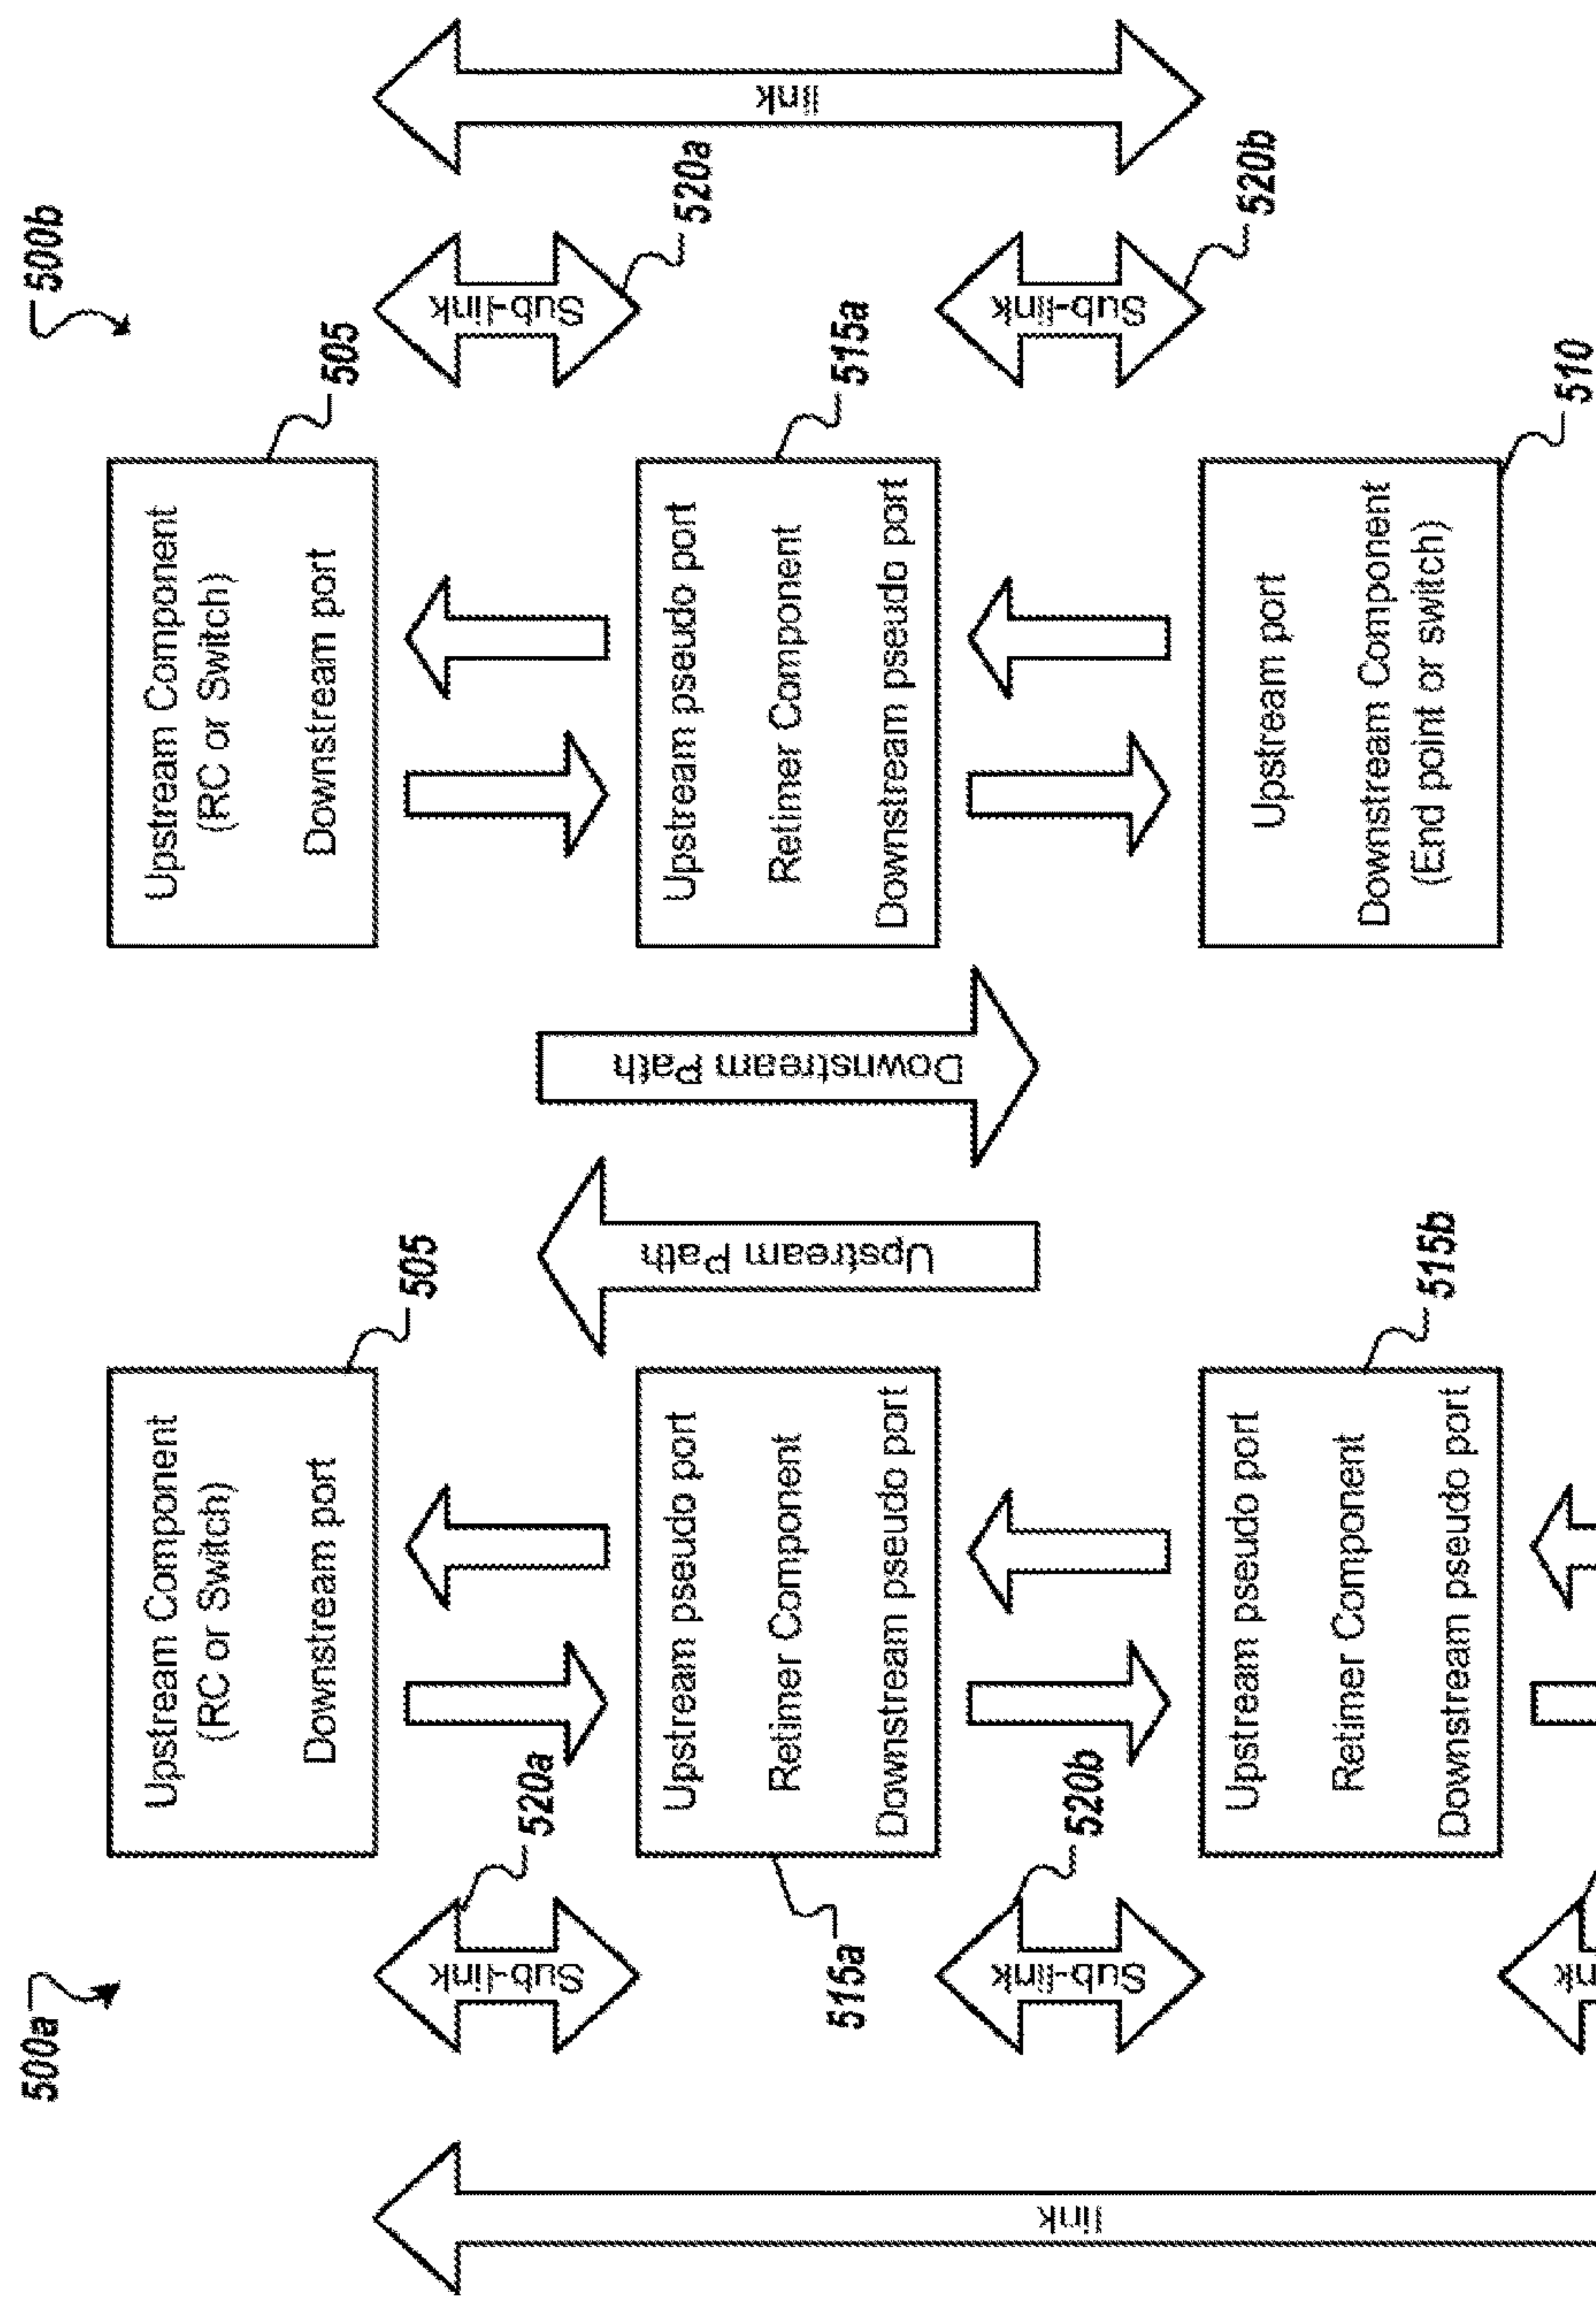 500a
Upstream Component
(RC or Switch)
Downstream port
505
Sub-link
520a
Upstream pseudo port
Retimer Component
Downstream pseudo port
515a
Sub-link
520b
Upstream pseudo port
Retimer Component
Downstream pseudo port
515b
link
Upstream Path
Downstream Path
500b
Upstream Component
(RC or Switch)
Downstream port
505
Sub-link
520a
Upstream pseudo port
Retimer Component
Downstream pseudo port
515a
Sub-link
520b
Upstream port
Downstream Component
(End point or switch)
510
link